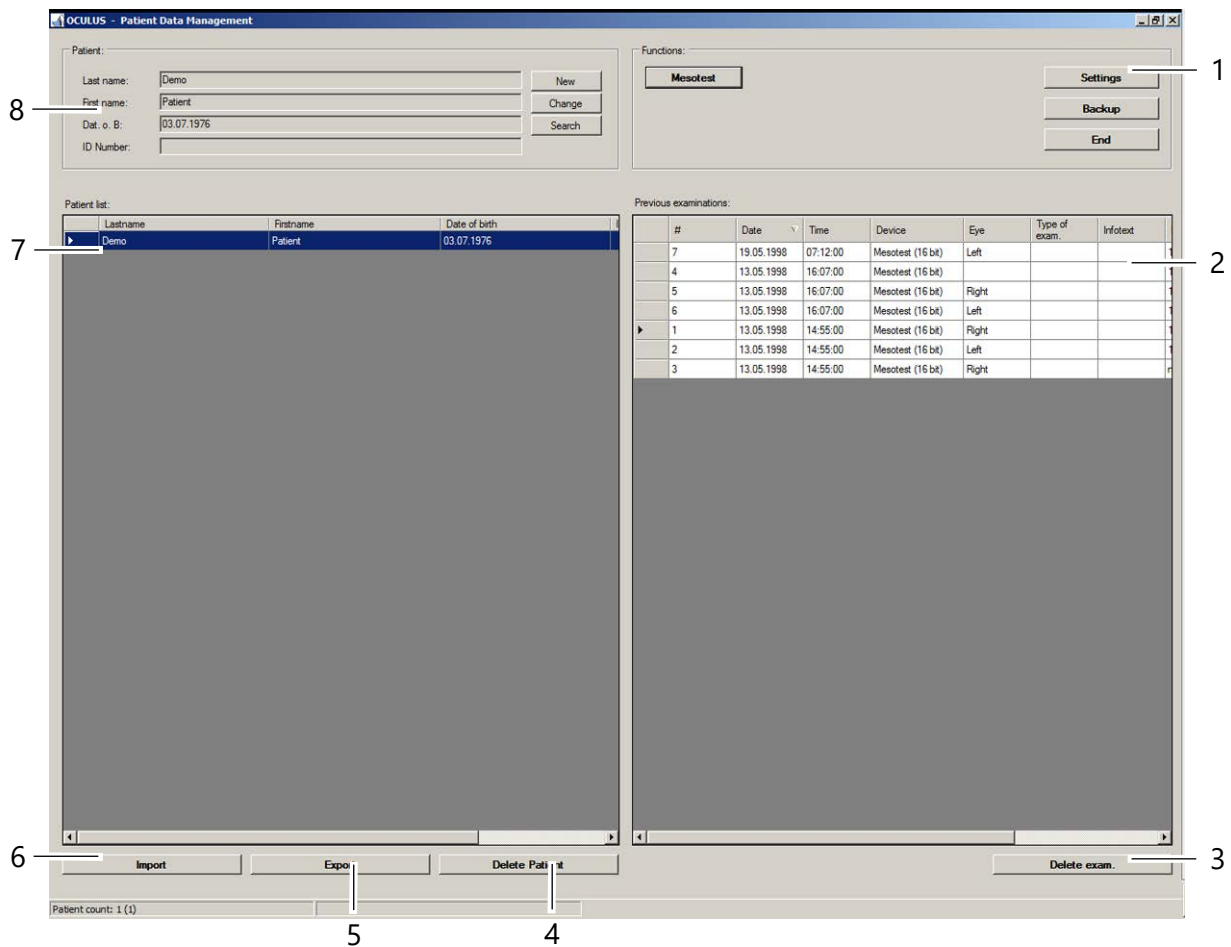 OCULUS - Patient Data Management
Patient:
Last name: Demo New
First name: Patient Change
Dat. o. B: 03.07.1976 Search
ID Number:
Functions:
Mesotest Settings
Backup
End
1
8
Patient list:
Lastname Firstname Date of birth
Demo Patient 03.07.1976
7
Previous examinations:
# Date Time Device Eye Type of exam. Infotext
7 19.05.1998 07:12:00 Mesotest (16 bit) Left
4 13.05.1998 16:07:00 Mesotest (16 bit)
5 13.05.1998 16:07:00 Mesotest (16 bit) Right
6 13.05.1998 16:07:00 Mesotest (16 bit) Left
1 13.05.1998 14:55:00 Mesotest (16 bit) Right
2 13.05.1998 14:55:00 Mesotest (16 bit) Left
3 13.05.1998 14:55:00 Mesotest (16 bit) Right
2
6
Import Export Delete Patient
Delete exam.
3
Patient count: 1 (1)
5
4